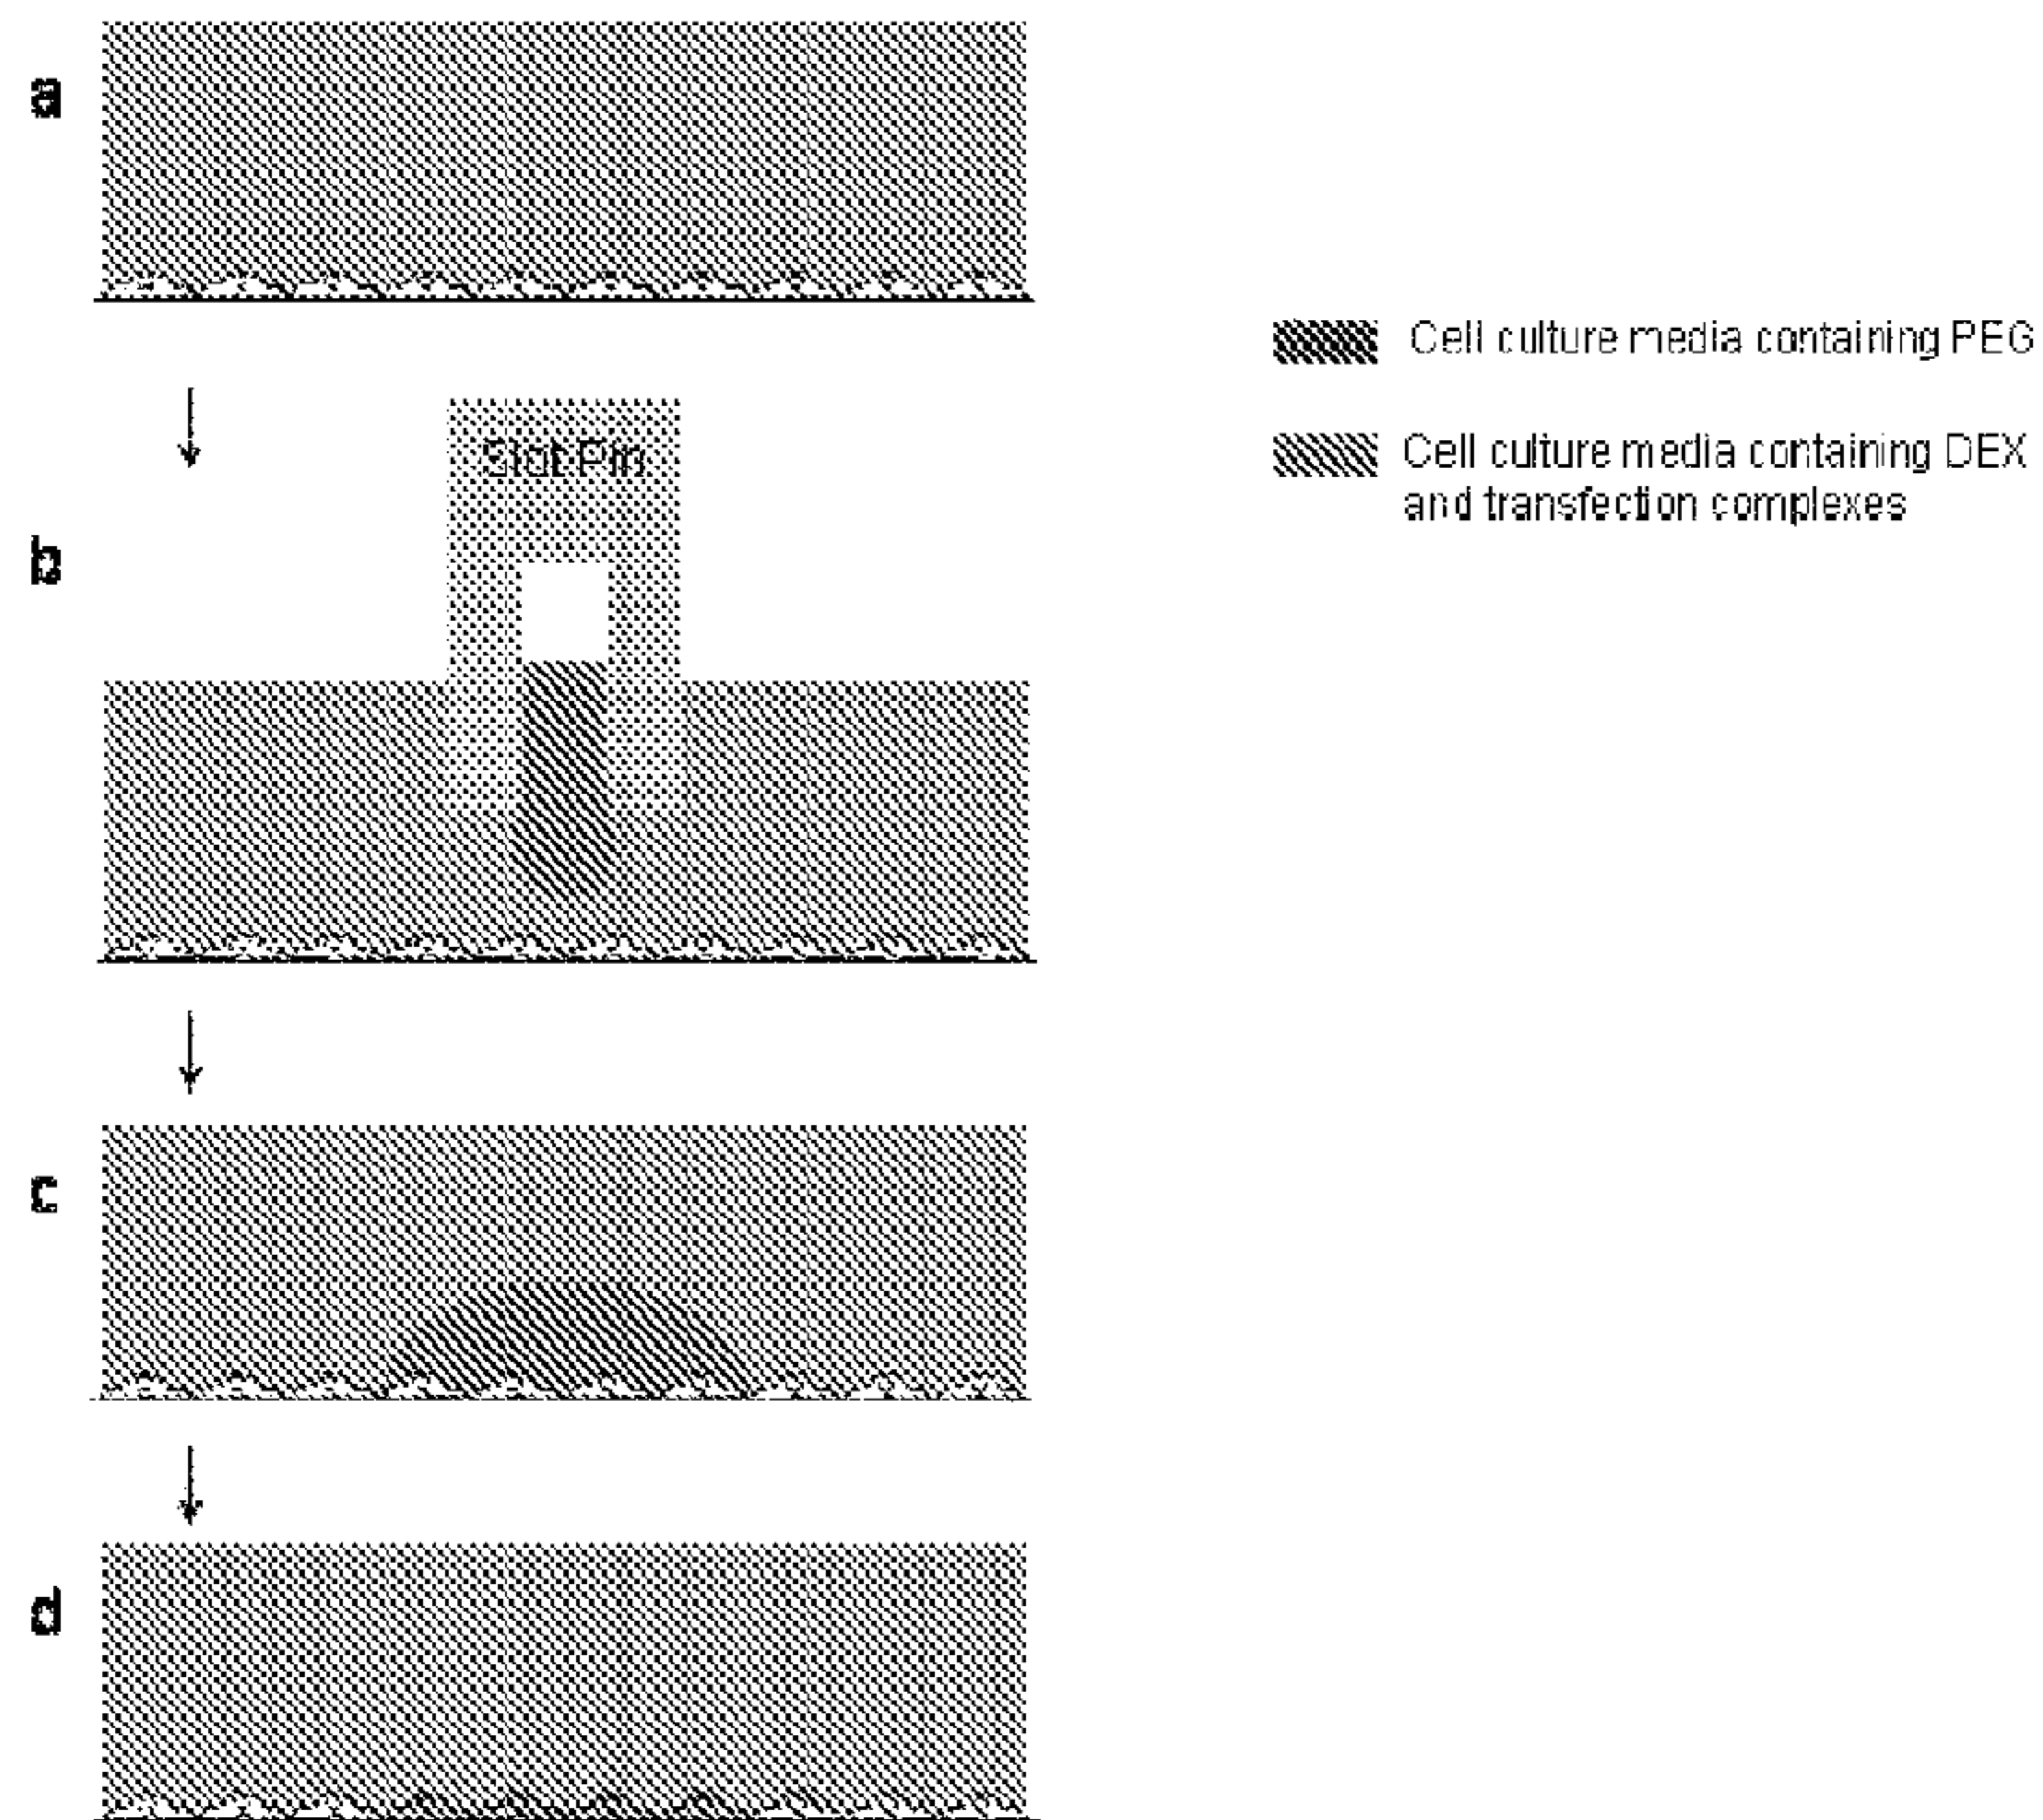 a
Cell culture media containing PEG
Cell culture media containing DEX
and transfection complexes
Slot Pin
b
c
d